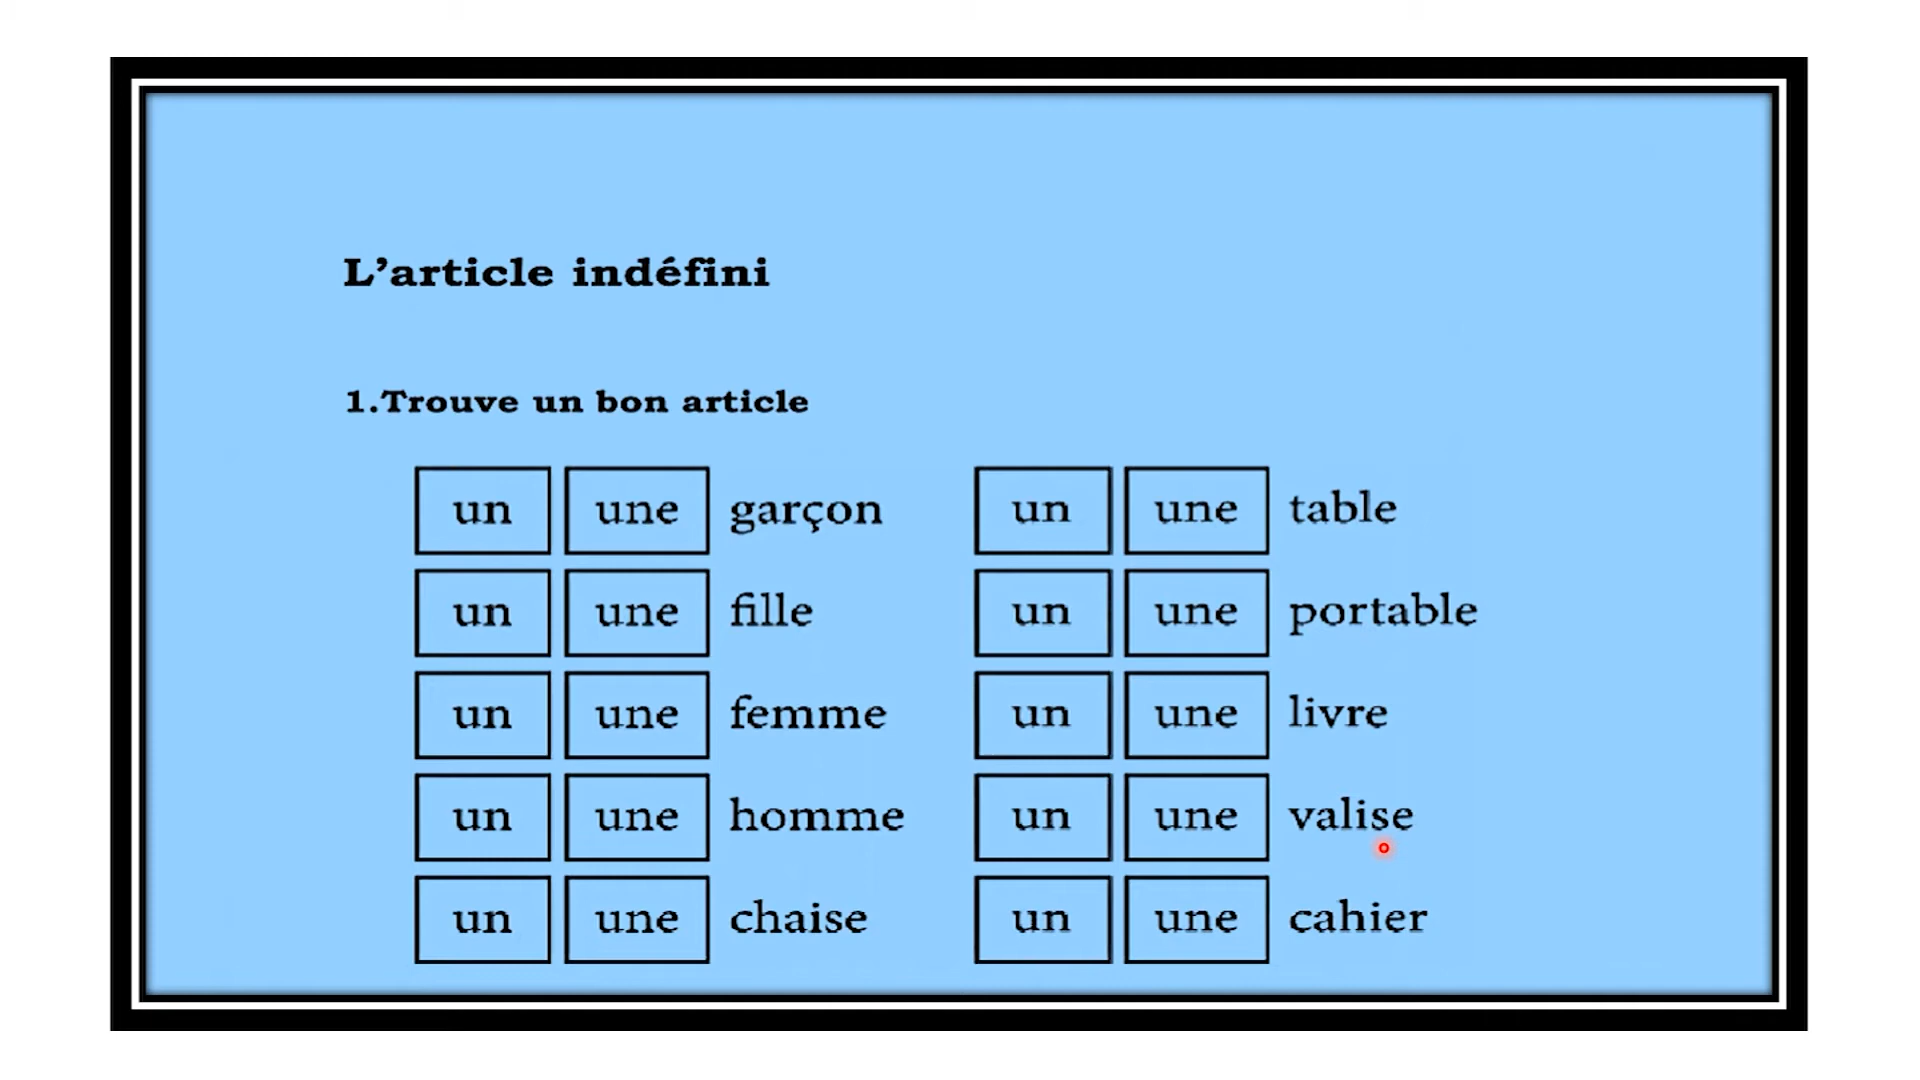 L’article indéfini
1.Trouve un bon article
un une garçon un une table
un une fille un une portable
un une femme un une livre
un une homme un une valise
un une chaise un une cahier